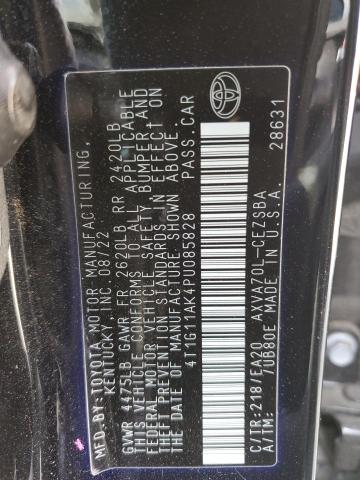 MFD.BY:TOYOTA MOTOR MANUFACTURING,
KENTUCKY, INC. 08/22
GVWR 4475LB GAWR FR 2620LB RR 2420LB
THIS VEHICLE CONFORMS TO ALL APPLICABLE
FEDERAL MOTOR VEHICLE SAFETY, BUMPER AND
THEFT PREVENTION STANDARDS IN EFFECT ON
THE DATE OF MANUFACTURE SHOWN ABOVE.
4T1G11AK4PU085828 PASS.CAR
C/TR:218/EA20 AXVA70L-CEZSBA
A/TM: /UB80E MADE IN U.S.A.
28631